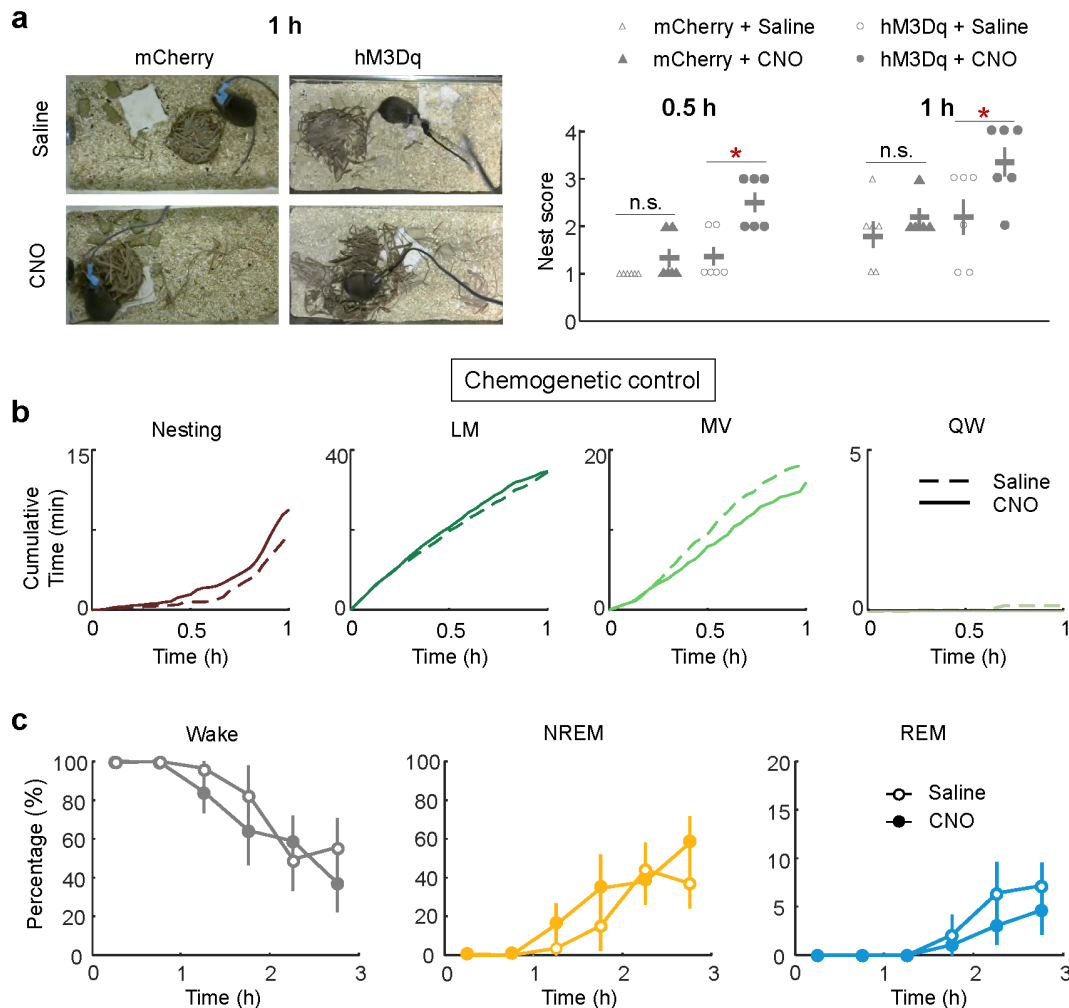 a
1 h
mCherry
hM3Dq
Saline
CNO
mCherry + Saline
hM3Dq + Saline
mCherry + CNO
hM3Dq + CNO
0.5 h
1 h
n.s.
*
n.s.
*
Nest score
4
3
2
1
0
Chemogenetic control
b
Nesting
LM
MV
QW
Cumulative
Time (min)
15
0
0 0.5 1
Time (h)
40
0
0 0.5 1
Time (h)
20
0
0 0.5 1
Time (h)
5
0
0 0.5 1
Time (h)
Saline
CNO
c
Wake
NREM
REM
Percentage (%)
100
80
60
40
20
0
0 1 2 3
Time (h)
100
80
60
40
20
0
0 1 2 3
Time (h)
20
15
10
5
0
0 1 2 3
Time (h)
Saline
CNO